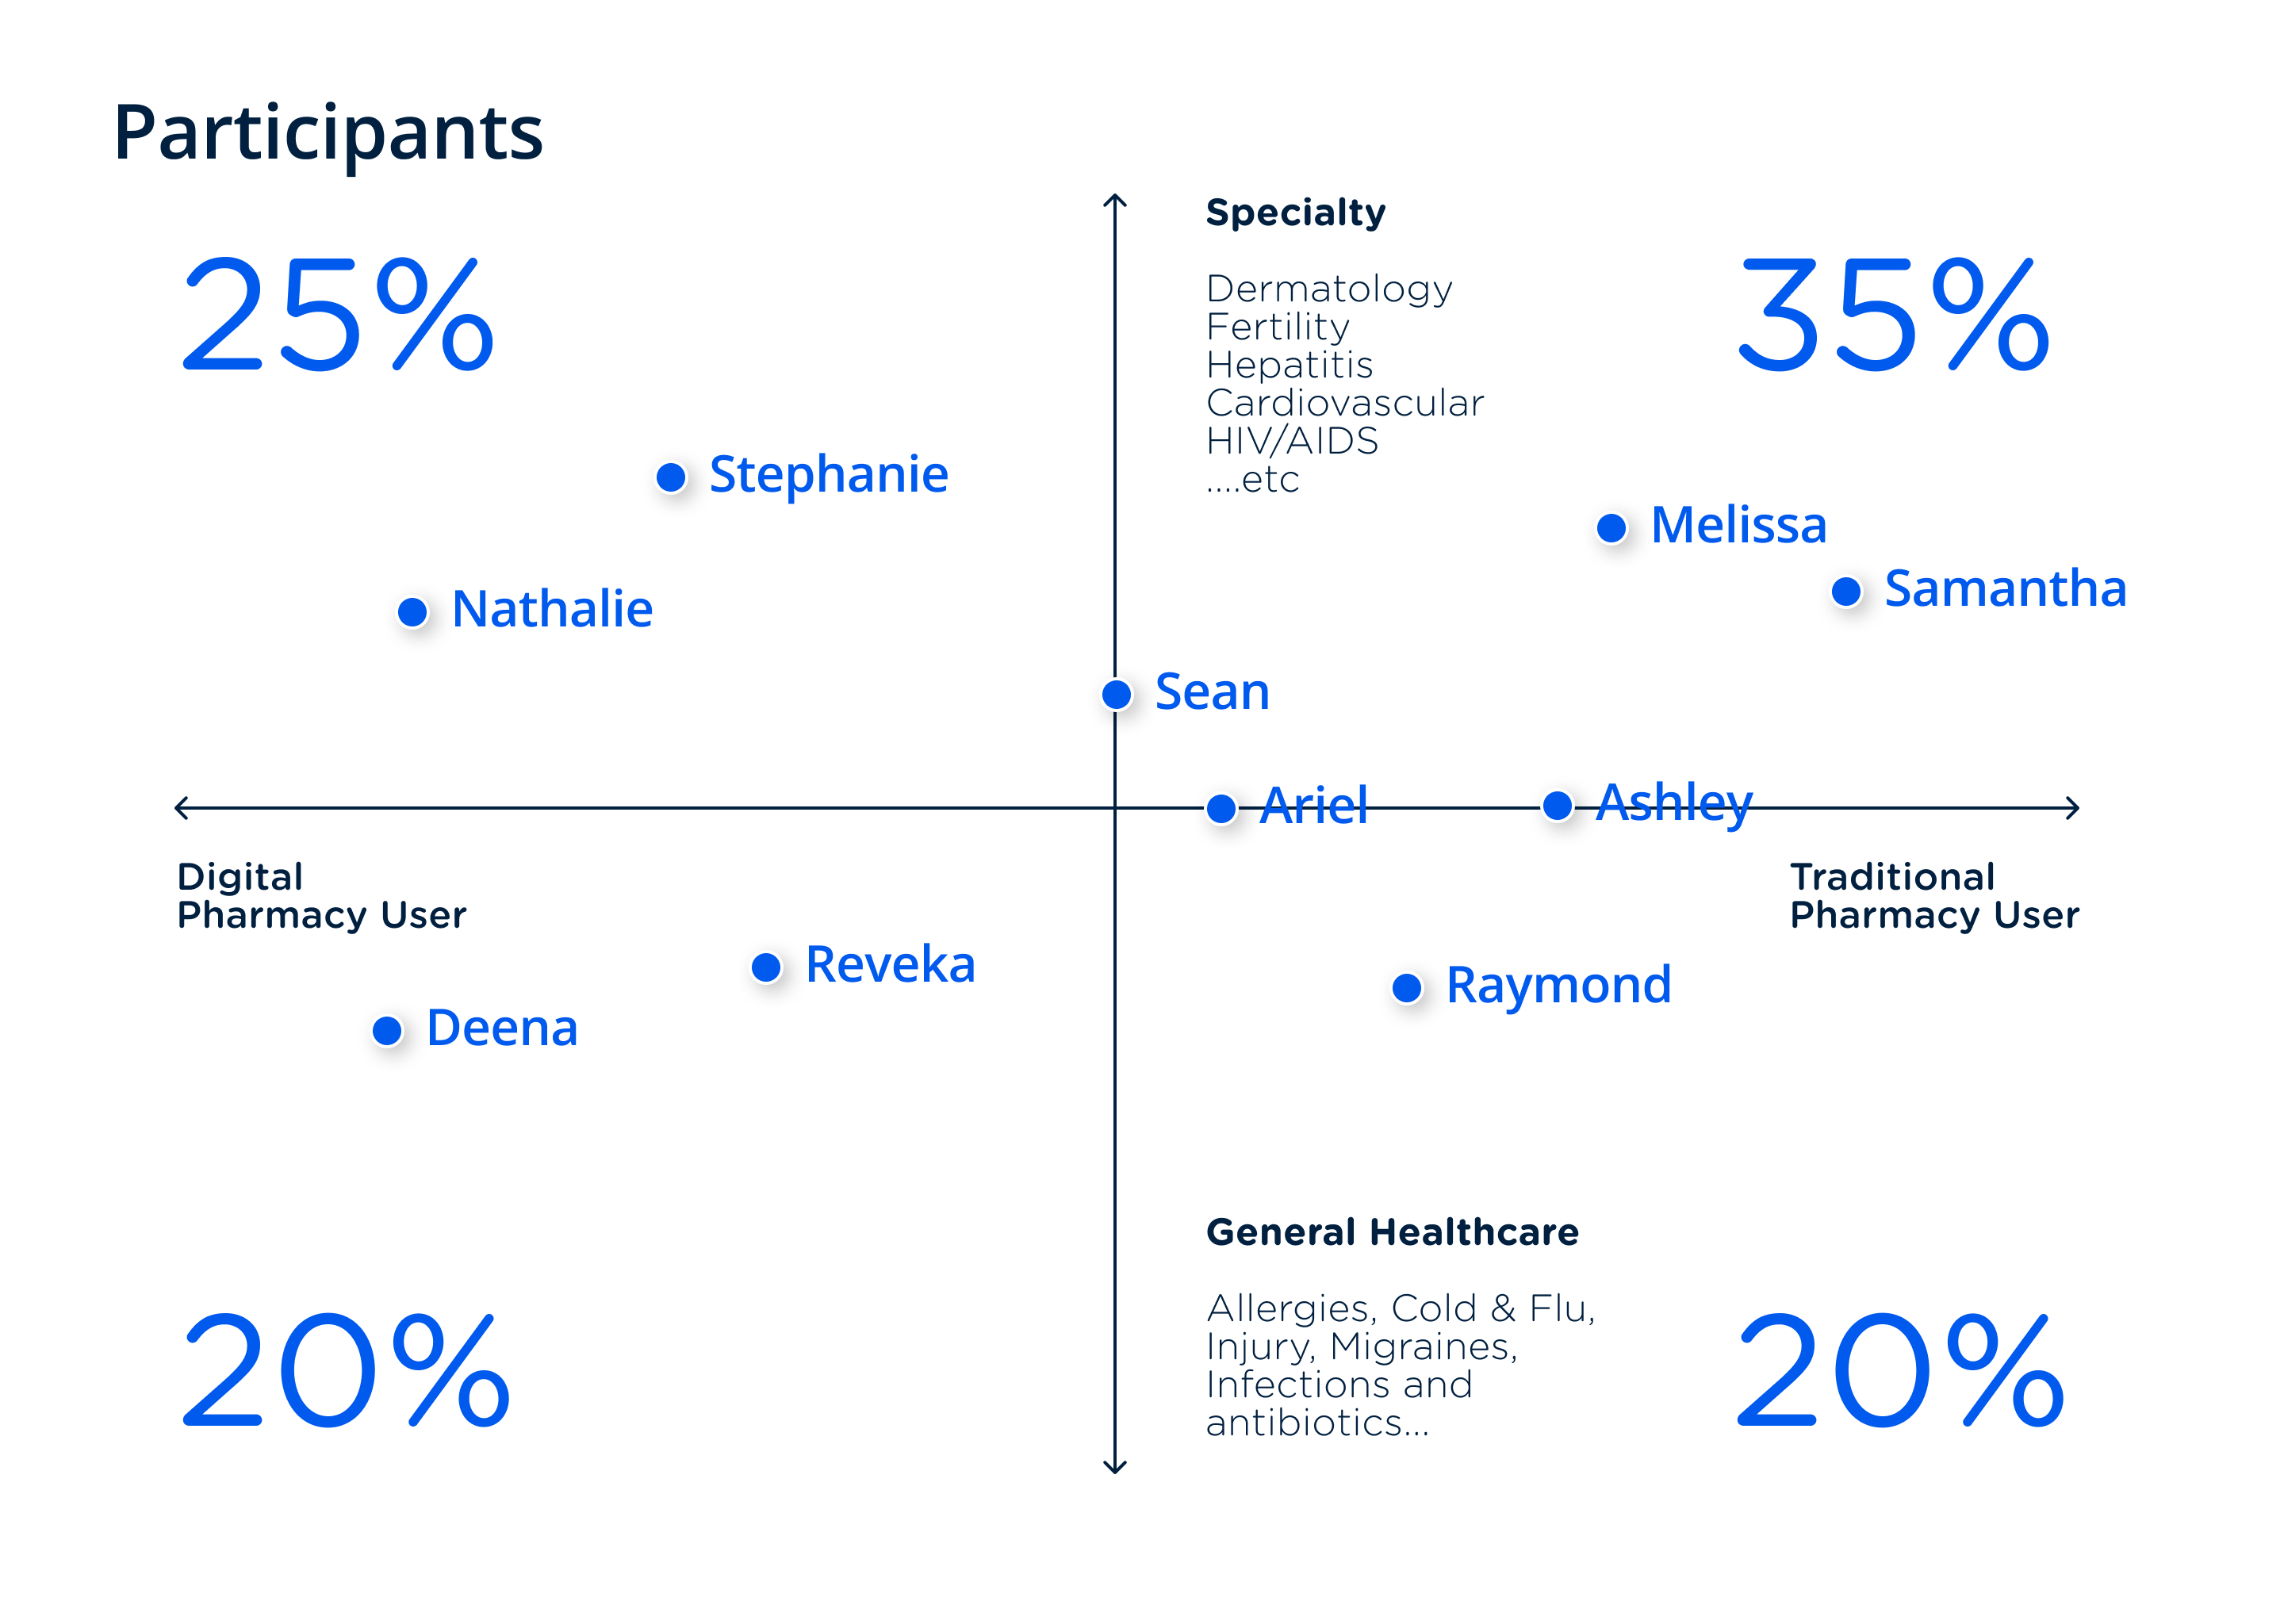 Participants
25%
Specialty
35%
Dermatology
Fertility
Hepatitis
Cardiovascular
HIV/AIDS
....etc
Stephanie
Melissa
Samantha
Nathalie
Sean
Ariel
Ashley
Digital
Pharmacy User
Traditional
Pharmacy User
Reveka
Raymond
Deena
General Healthcare
Allergies, Cold & Flu,
Injury, Migraines,
Infections and
antibiotics...
20%
20%